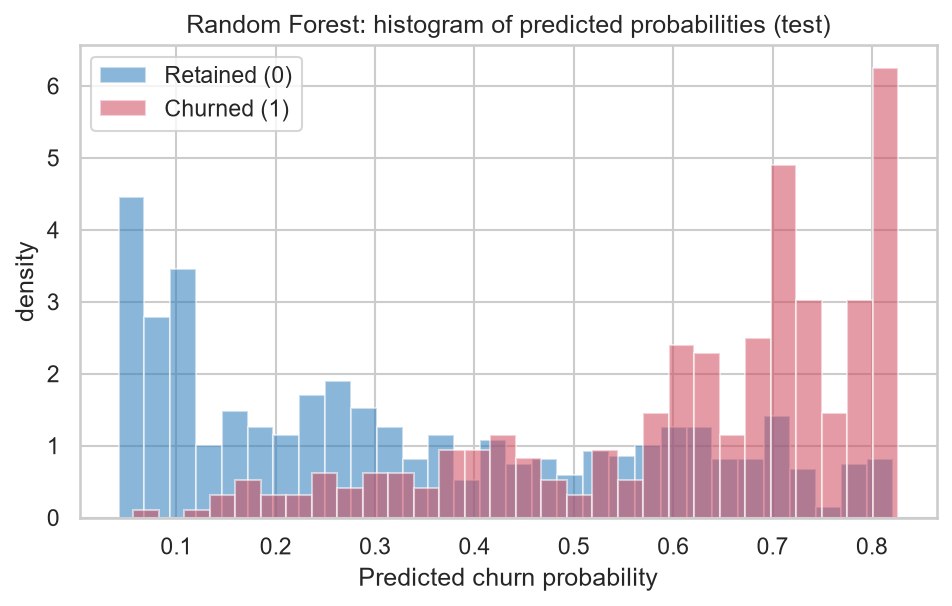 Random Forest: histogram of predicted probabilities (test)
Retained (0)
Churned (1)
density
6
5
4
3
2
1
0
0.1 0.2 0.3 0.4 0.5 0.6 0.7 0.8
Predicted churn probability